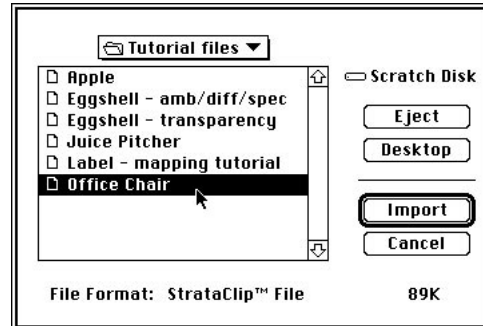 Tutorial files
Apple
Eggshell - amb/diff/spec
Eggshell - transparency
Juice Pitcher
Label - mapping tutorial
Office Chair
Scratch Disk
Eject
Desktop
Import
Cancel
File Format: StrataClip™ File 89K